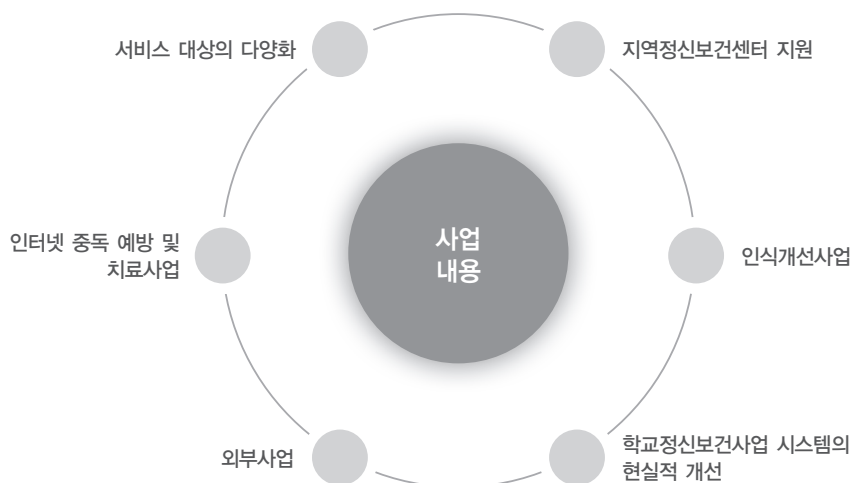 서비스 대상의 다양화
지역정신보건센터 지원
인터넷 중독 예방 및
치료사업
사업
내용
인식개선사업
외부사업
학교정신보건사업 시스템의
현실적 개선